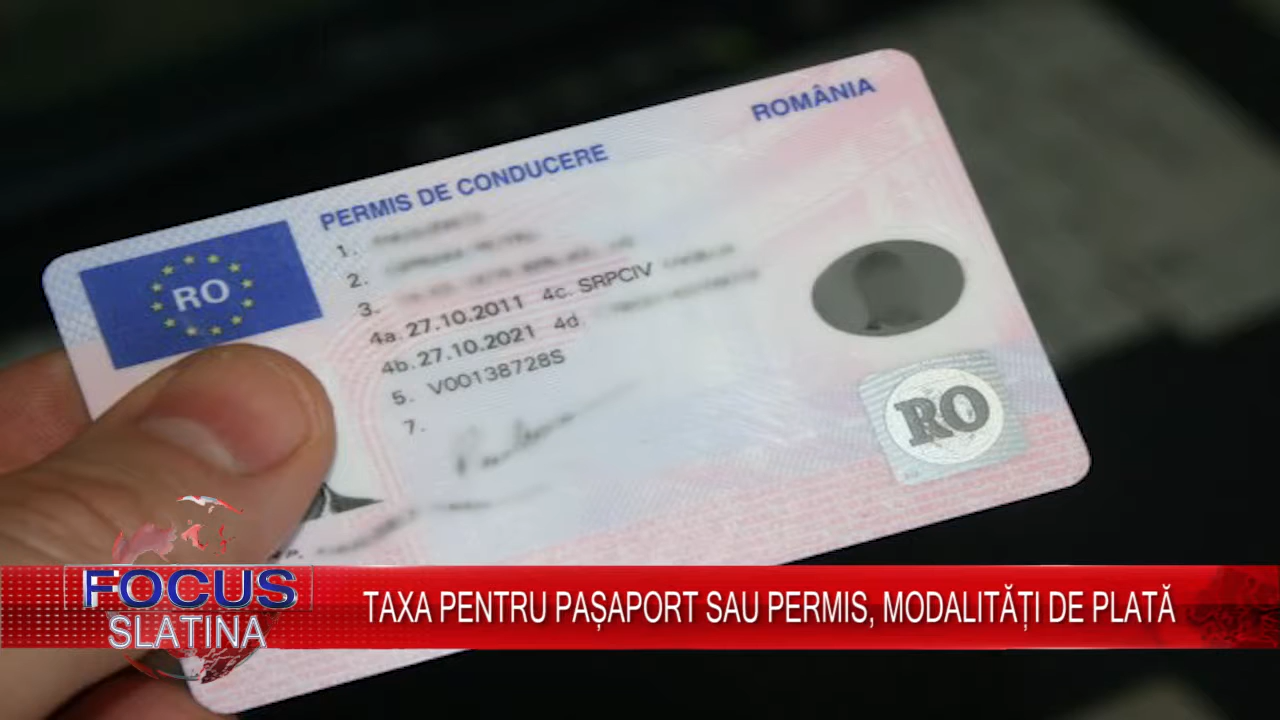 ROMÂNIA
PERMIS DE CONDUCERE
RO
1.
2.
3.
4a. 27.10.2011 4c. SRPCIV
4b. 27.10.2021 4d.
5. V00138728S
7.
RO
FOCUS
SLATINA
TAXA PENTRU PAȘAPORT SAU PERMIS, MODALITĂȚI DE PLATĂ